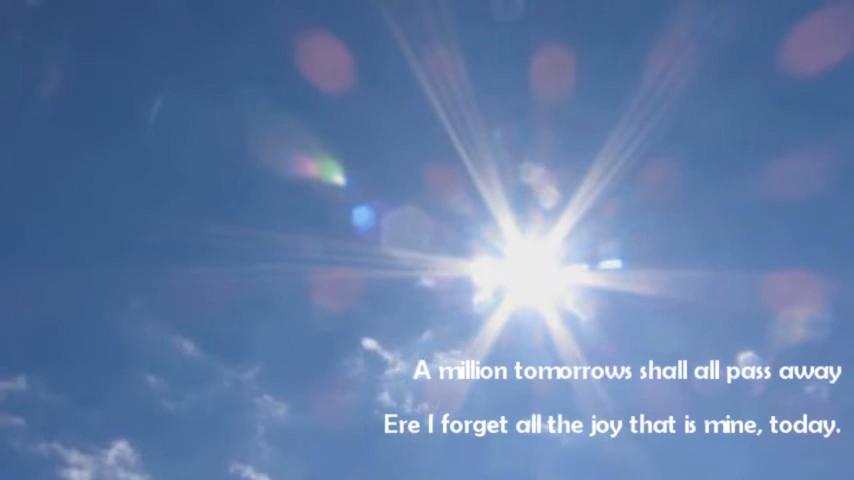 A million tomorrows shall all pass away
Ere I forget all the joy that is mine, today.